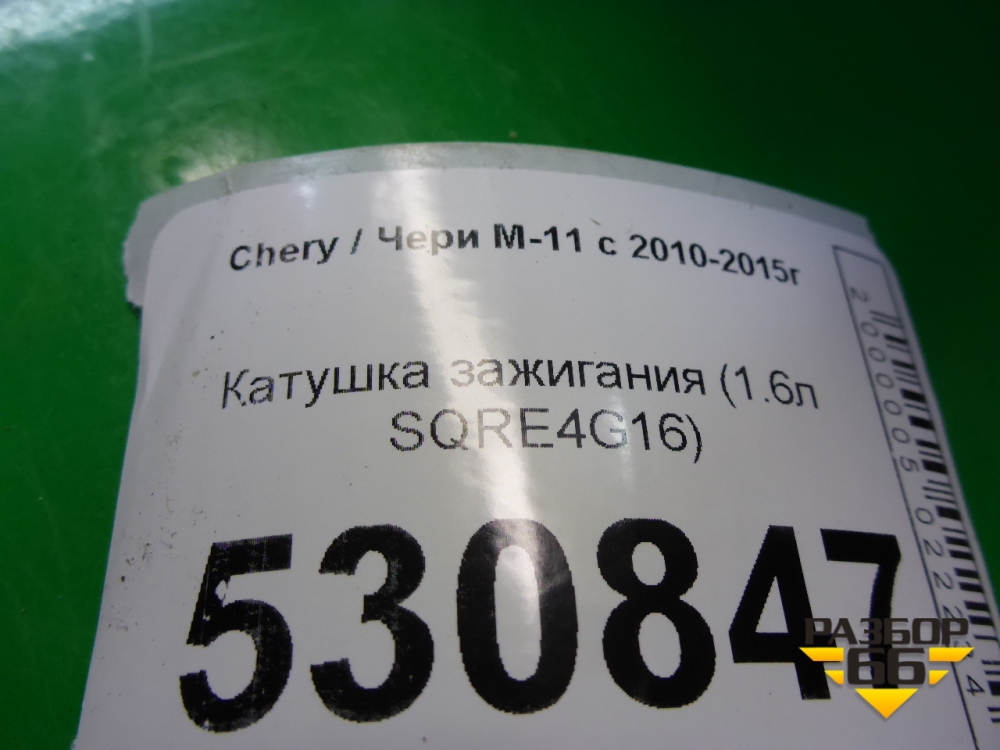 Chery / Чери М-11 с 2010-2015г
Катушка зажигания (1.6л
SQRE4G16)
530847
РАЗБОР
66